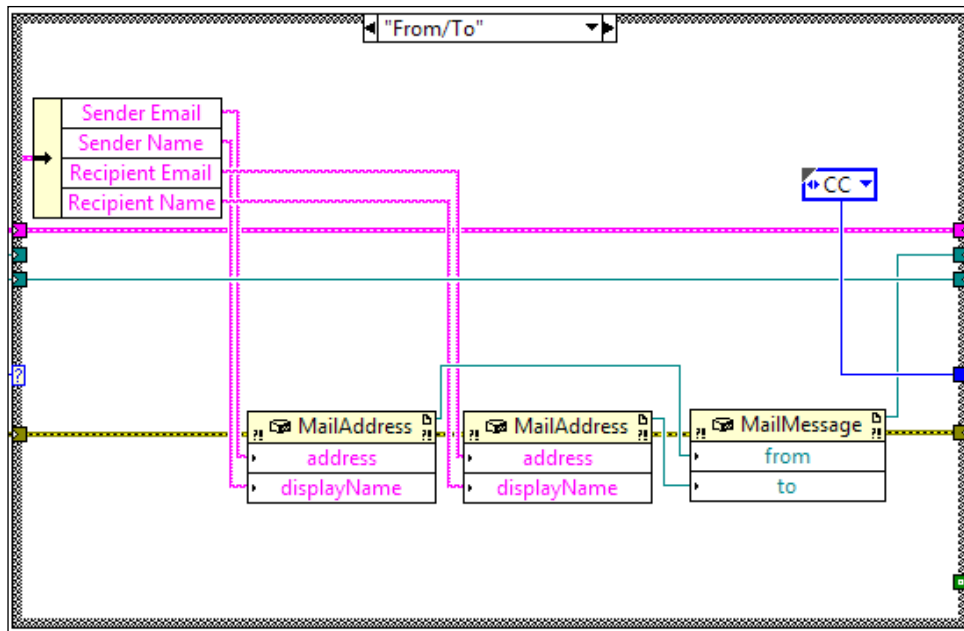 "From/To"
Sender Email
Sender Name
Recipient Email
Recipient Name
CC
?
MailAddress
address
displayName
MailAddress
address
displayName
MailMessage
from
to